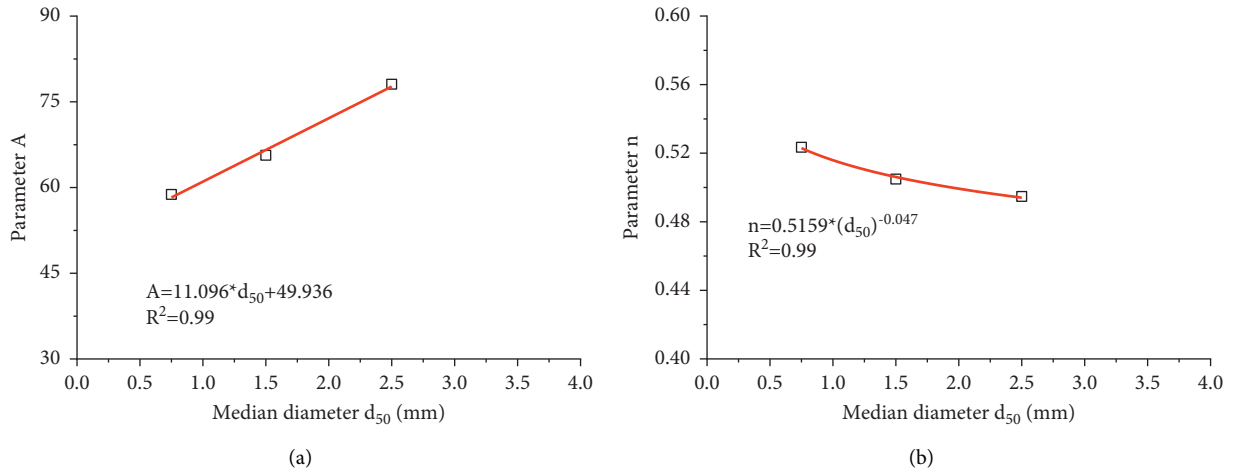 90
75
60
45
30
Parameter A
A=11.096*d₅₀+49.936
R²=0.99
0.0 0.5 1.0 1.5 2.0 2.5 3.0 3.5 4.0
Median diameter d₅₀ (mm)
(a)
0.60
0.56
0.52
0.48
0.44
0.40
Parameter n
n=0.5159*(d₅₀)⁻⁰·⁰⁴⁷
R²=0.99
0.0 0.5 1.0 1.5 2.0 2.5 3.0 3.5 4.0
Median diameter d₅₀ (mm)
(b)